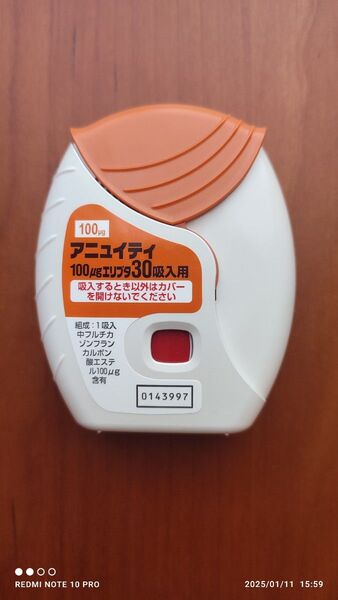 100μg
アニュイティ
100μgエリプタ30吸入用
吸入するとき以外はカバー
を開けないでください
組成:1吸入
中フルチカ
ゾンフラン
カルボン
酸エステ
ル100μg
含有
0143997
REDMI NOTE 10 PRO
2025/01/11 15:59